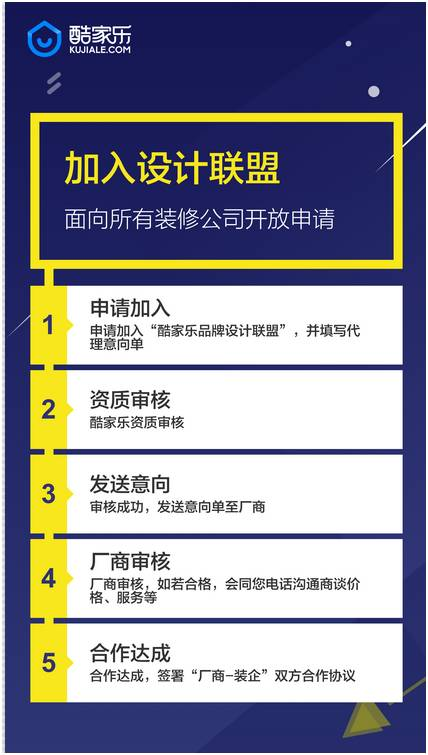 酷家乐
KUJIALE.COM
加入设计联盟
面向所有装修公司开放申请
1
申请加入
申请加入“酷家乐品牌设计联盟”，并填写代
理意向单
2
资质审核
酷家乐资质审核
3
发送意向
审核成功，发送意向单至厂商
4
厂商审核
厂商审核，如若合格，会同您电话沟通商谈价
格、服务等
5
合作达成
合作达成，签署“厂商–装企”双方合作协议